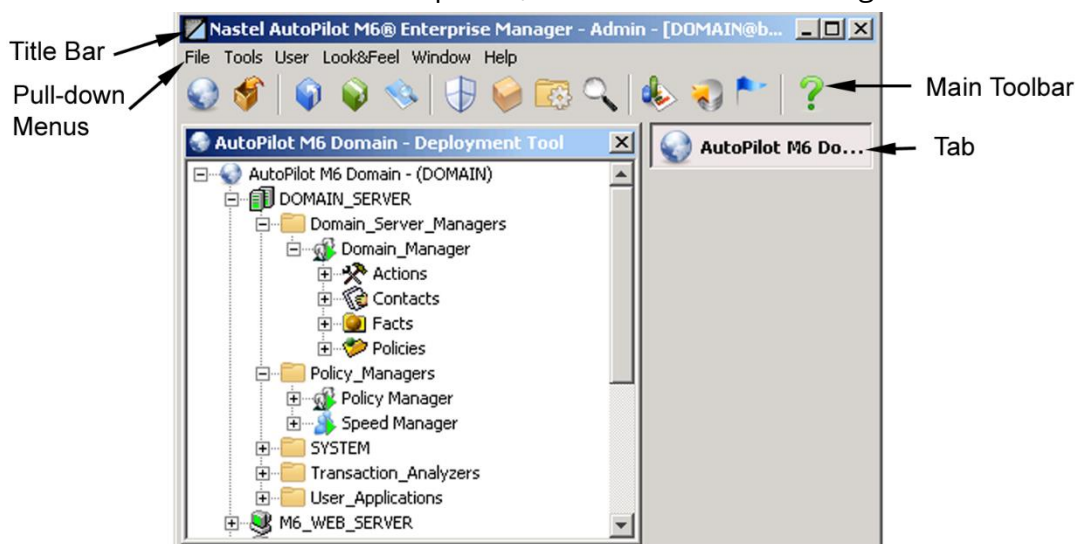 Title Bar
Nastel AutoPilot M6® Enterprise Manager - Admin - [DOMAIN@b...
File Tools User Look&Feel Window Help
Pull-down
Menus
Main Toolbar
AutoPilot M6 Domain - Deployment Tool
AutoPilot M6 Do...
Tab
AutoPilot M6 Domain - (DOMAIN)
DOMAIN_SERVER
Domain_Server_Managers
Domain_Manager
Actions
Contacts
Facts
Policies
Policy_Managers
Policy Manager
Speed Manager
SYSTEM
Transaction_Analyzers
User_Applications
M6_WEB_SERVER